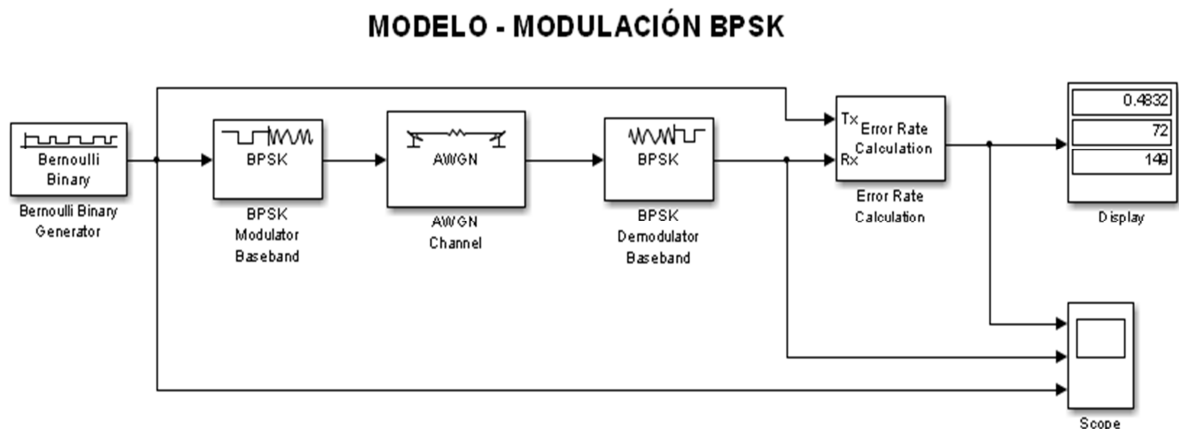 MODELO - MODULACIÓN BPSK
Bernoulli
Binary
Bernoulli Binary
Generator
BPSK
BPSK
Modulator
Baseband
AWGN
AWGN
Channel
BPSK
BPSK
Demodulator
Baseband
Tx
Rx
Error Rate
Calculation
Error Rate
Calculation
0.4832
72
149
Display
Scope